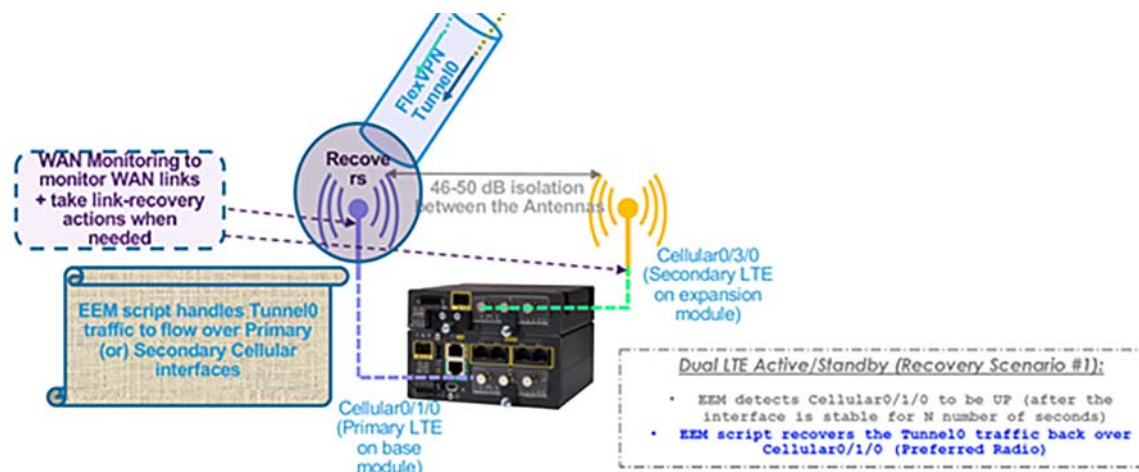 FlexVPN
Tunnel0
WAN Monitoring to
monitor WAN links
+ take link-recovery
actions when
needed
Recove
rs
46-50 dB isolation
between the Antennas
Cellular0/3/0
(Secondary LTE
on expansion
module)
EEM script handles Tunnel0
traffic to flow over Primary
(or) Secondary Cellular
interfaces
Cellular0/1/0
(Primary LTE
on base
module)
Dual LTE Active/Standby (Recovery Scenario #1):
• EEM detects Cellular0/1/0 to be UP (after the
interface is stable for N number of seconds)
• EEM script recovers the Tunnel0 traffic back over
Cellular0/1/0 (Preferred Radio)